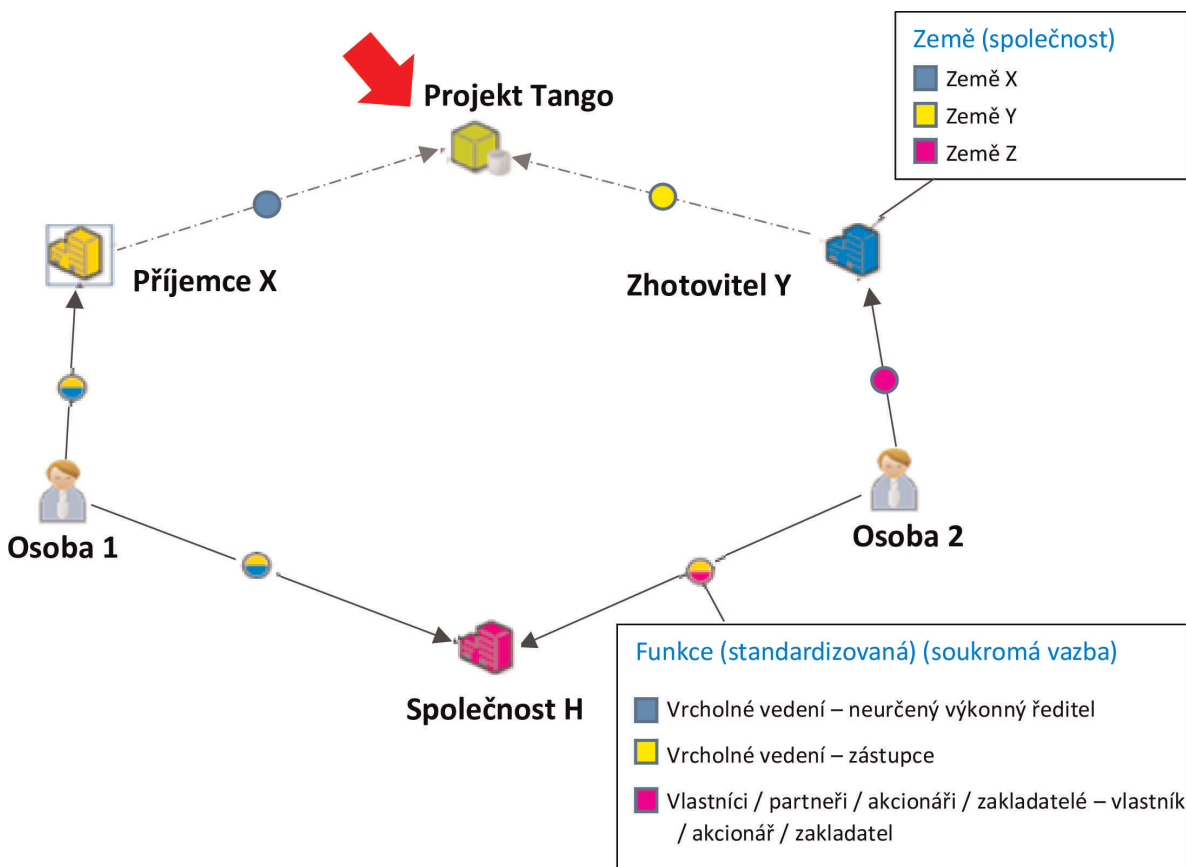 Země (společnost)
Země X
Země Y
Země Z
Projekt Tango
Příjemce X
Zhotovitel Y
Osoba 1
Osoba 2
Společnost H
Funkce (standardizovaná) (soukromá vazba)
Vrcholné vedení – neurčený výkonný ředitel
Vrcholné vedení – zástupce
Vlastníci / partneři / akcionáři / zakladatelé – vlastník
/ akcionář / zakladatel